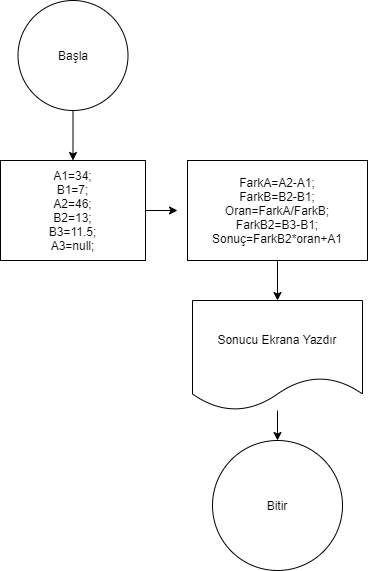 Başla
A1=34;
B1=7;
A2=46;
B2=13;
B3=11.5;
A3=null;
FarkA=A2-A1;
FarkB=B2-B1;
Oran=FarkA/FarkB;
FarkB2=B3-B1;
Sonuç=FarkB2*oran+A1
Sonucu Ekrana Yazdır
Bitir